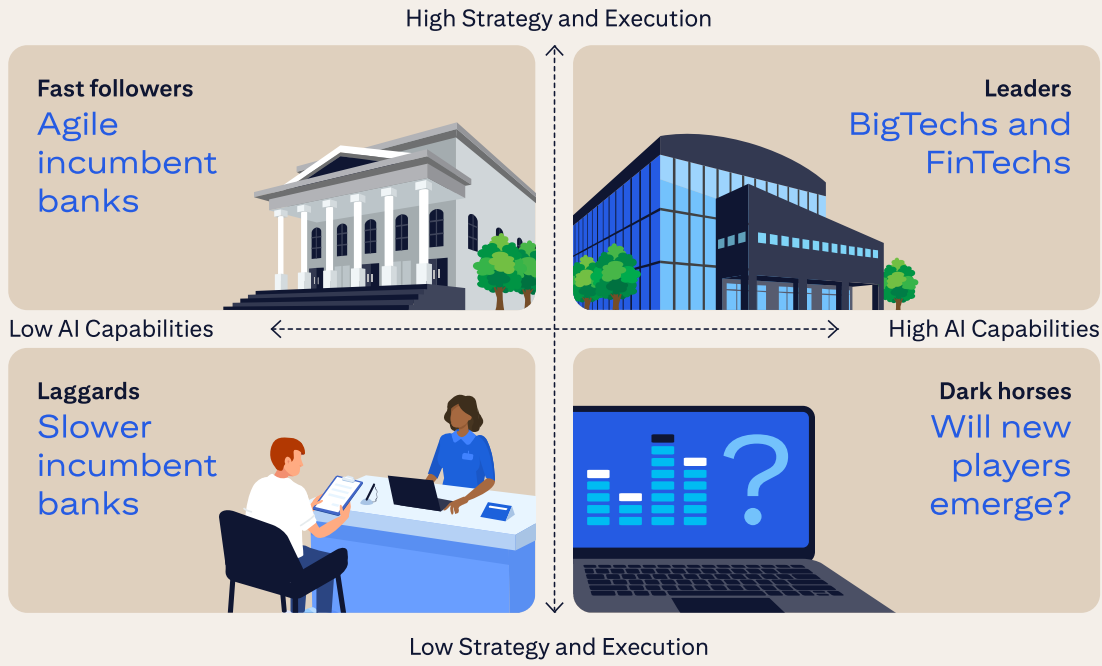 High Strategy and Execution
Fast followers
Agile
incumbent
banks
Leaders
BigTechs and
FinTechs
Low AI Capabilities
High AI Capabilities
Laggards
Slower
incumbent
banks
Dark horses
Will new
players
emerge?
?
Low Strategy and Execution